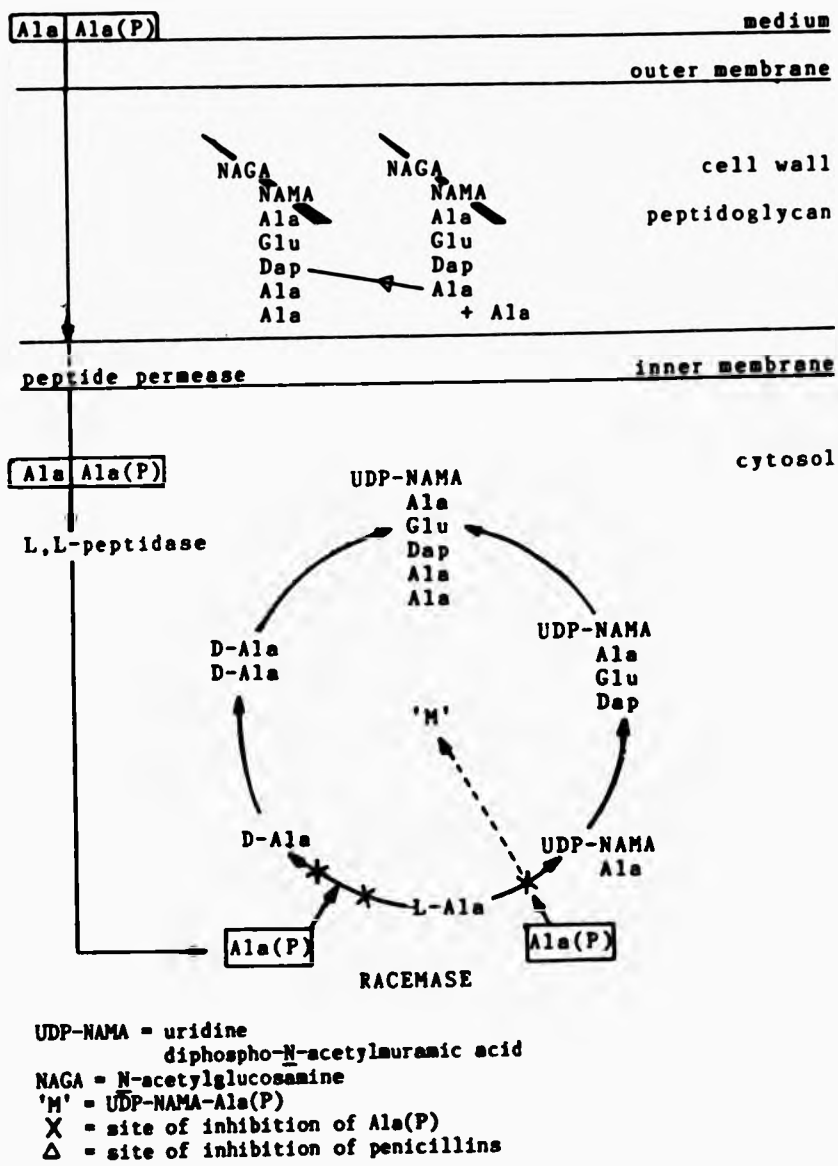 Ala Ala(P)
medium
outer membrane
NAGA NAGA cell wall
NAMA NAMA
Ala Ala peptidoglycan
Glu Glu
Dap Dap
Ala Ala
Ala + Ala
peptide permease inner membrane
Ala Ala(P) cytosol
UDP-NAMA
Ala
Glu
Dap
Ala
Ala
L,L-peptidase
D-Ala
D-Ala
UDP-NAMA
Ala
Glu
Dap
'M'
D-Ala
UDP-NAMA
Ala
L-Ala
Ala(P) Ala(P)
RACEMASE
UDP-NAMA = uridine
diphospho-N-acetylmuramic acid
NAGA = N-acetylglucosamine
'M' = UDP-NAMA-Ala(P)
X = site of inhibition of Ala(P)
Δ = site of inhibition of penicillins